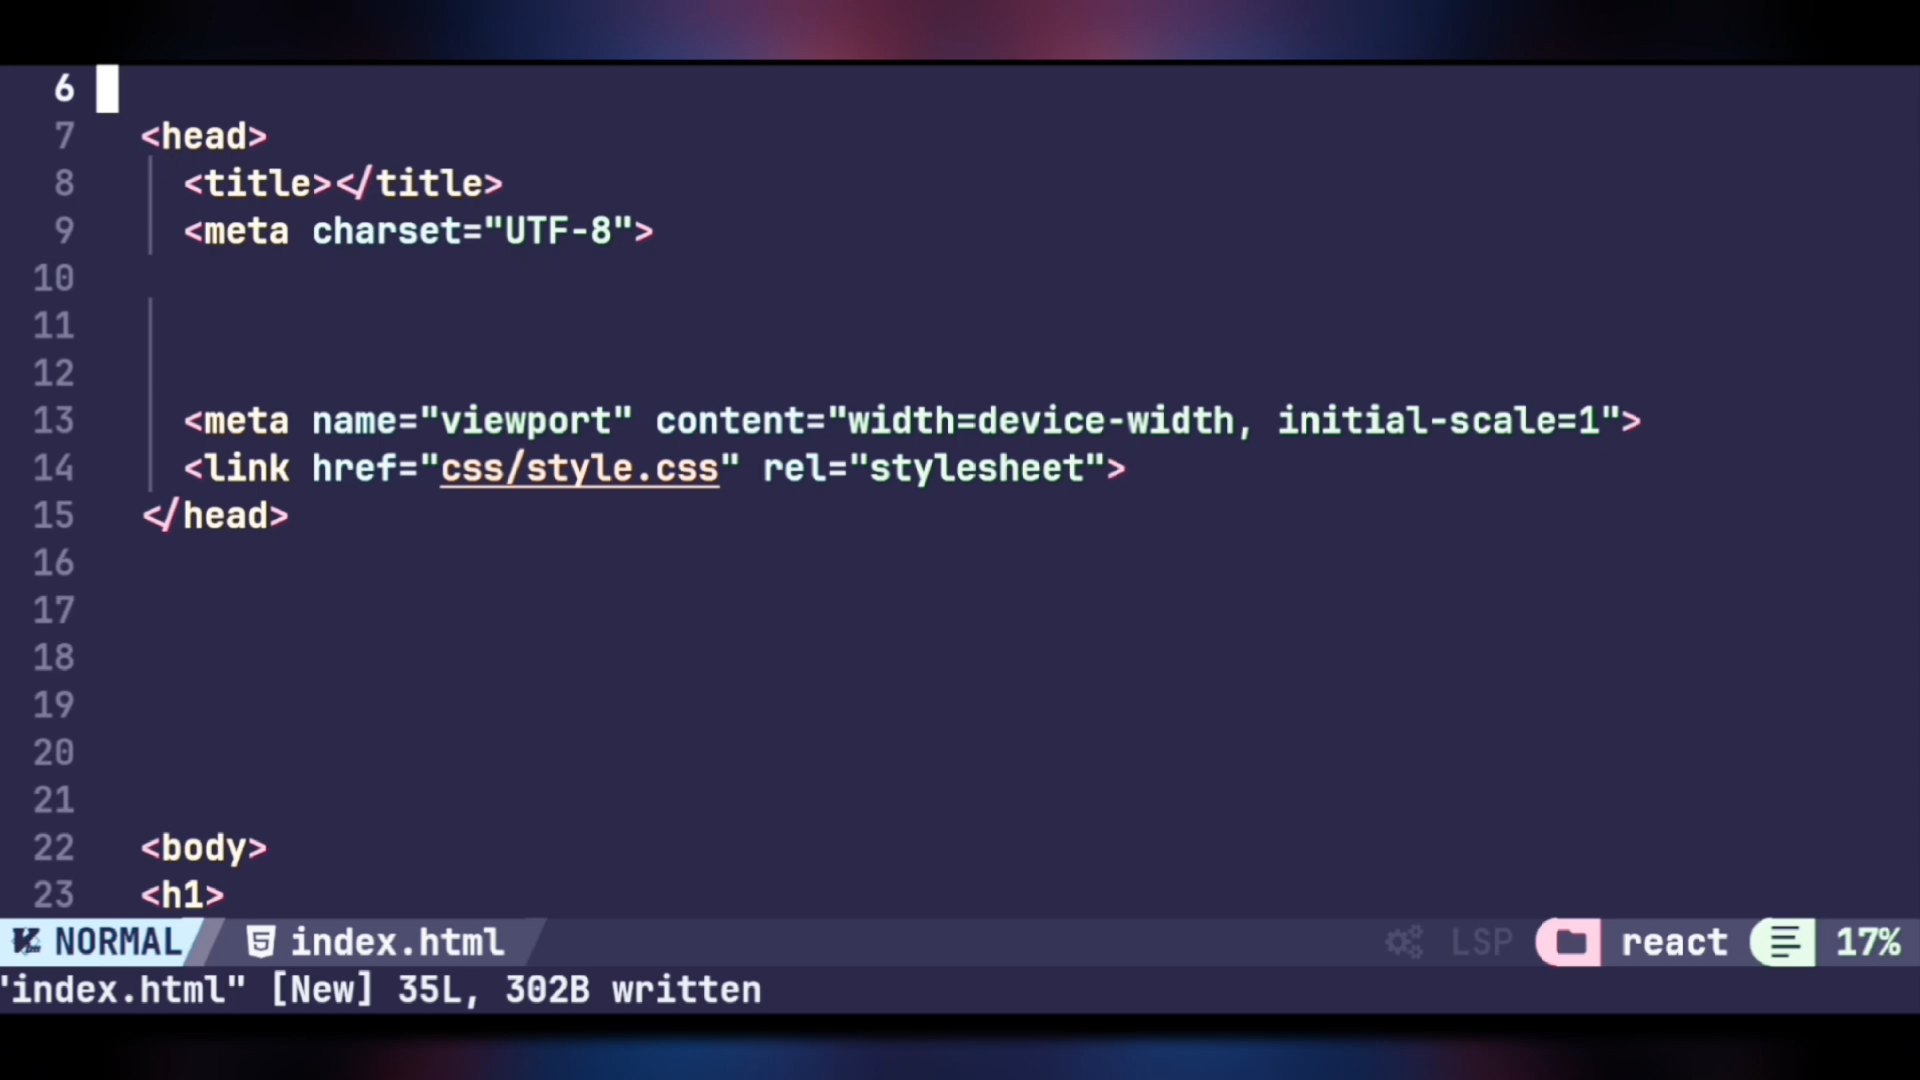 6
7 <head>
8 <title></title>
9 <meta charset="UTF-8">
10
11
12
13 <meta name="viewport" content="width=device-width, initial-scale=1">
14 <link href="css/style.css" rel="stylesheet">
15 </head>
16
17
18
19
20
21
22 <body>
23 <h1>
NORMAL 5 index.html LSP react 17%
"index.html" [New] 35L, 302B written